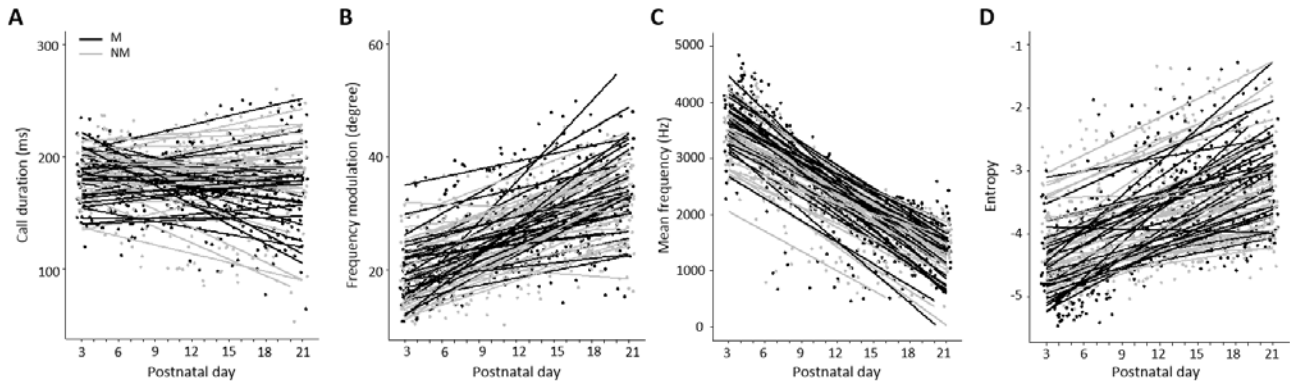 A
M
NM
300
200
100
Call duration (ms)
3 6 9 12 15 18 21
Postnatal day
B
60
40
20
Frequency modulation (degree)
3 6 9 12 15 18 21
Postnatal day
C
5000
4000
3000
2000
1000
0
Mean frequency (Hz)
3 6 9 12 15 18 21
Postnatal day
D
-1
-2
-3
-4
-5
Entropy
3 6 9 12 15 18 21
Postnatal day